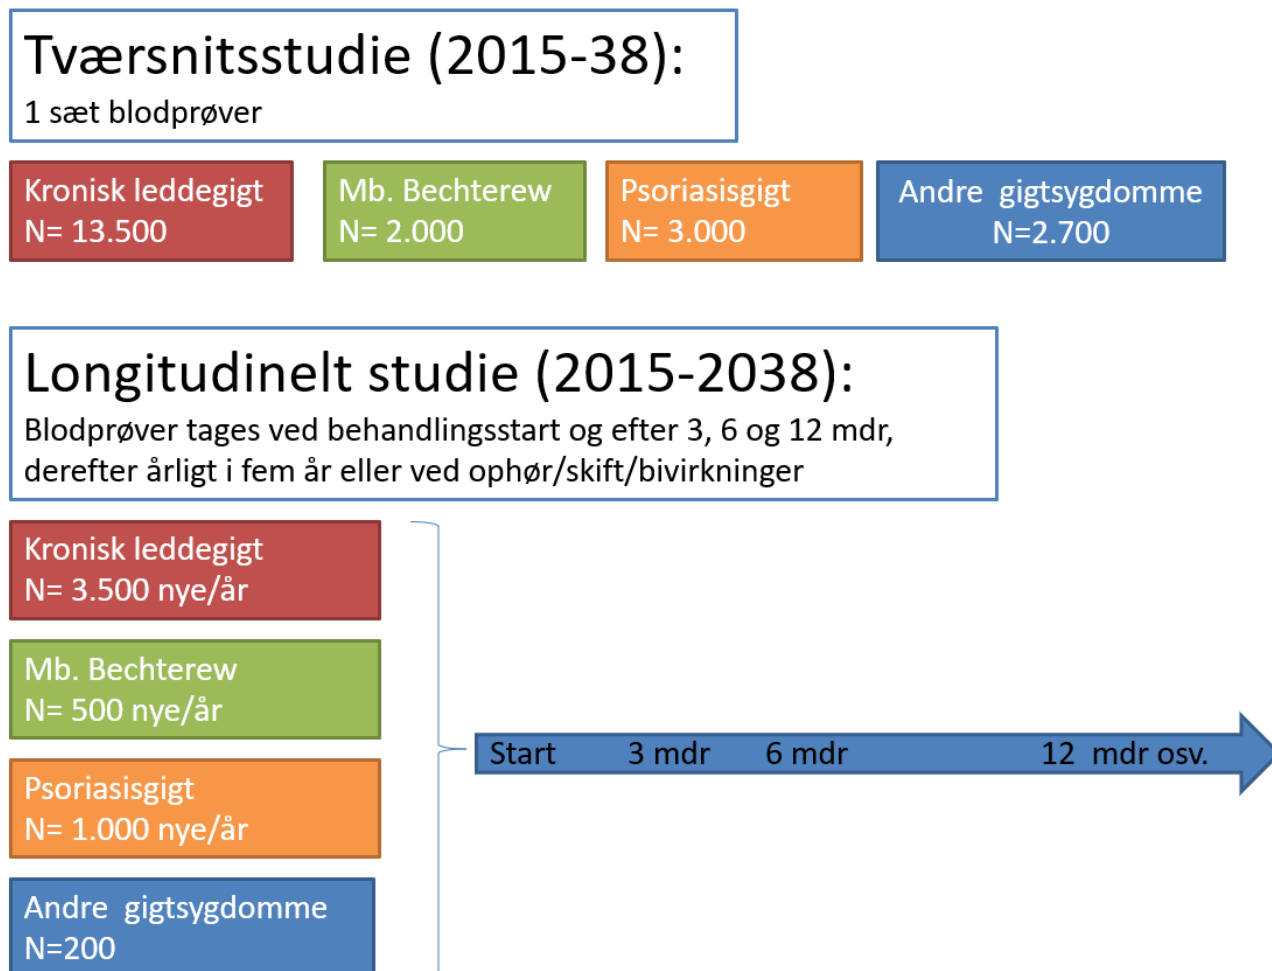 Tværsnitsstudie (2015-38):
1 sæt blodprøver
Kronisk leddegigt
N= 13.500
Mb. Bechterew
N= 2.000
Psoriasisgigt
N= 3.000
Andre gigtsygdomme
N=2.700
Longitudinelt studie (2015-2038):
Blodprøver tages ved behandlingsstart og efter 3, 6 og 12 mdr,
derefter årligt i fem år eller ved ophør/skift/bivirkninger
Kronisk leddegigt
N= 3.500 nye/år
Mb. Bechterew
N= 500 nye/år
Psoriasisgigt
N= 1.000 nye/år
Andre gigtsygdomme
N=200
Start 3 mdr 6 mdr 12 mdr osv.